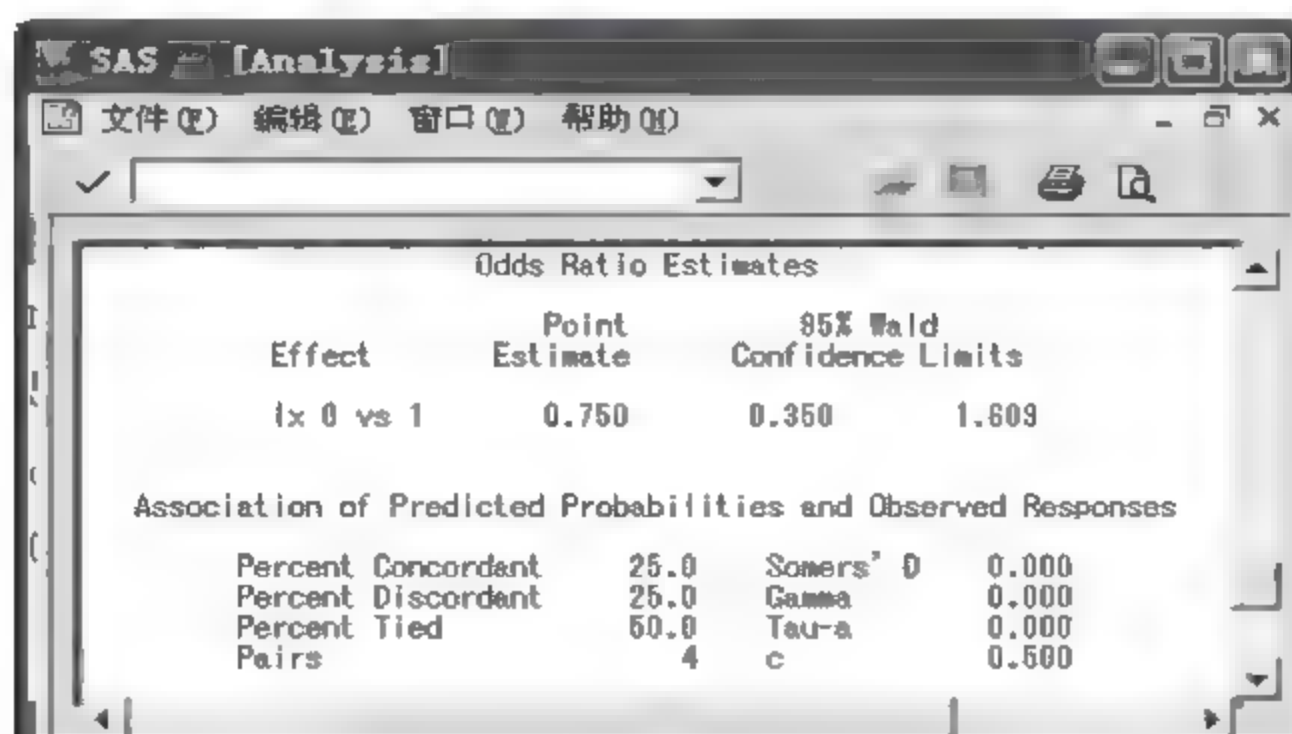 SAS [Analysis]
文件(F) 编辑(E) 窗口(W) 帮助(H)
Odds Ratio Estimates
Point 95% Wald
Effect Estimate Confidence Limits
tx 0 vs 1 0.750 0.350 1.609
Association of Predicted Probabilities and Observed Responses
Percent Concordant 25.0 Somers' D 0.000
Percent Discordant 25.0 Gamma 0.000
Percent Tied 50.0 Tau-a 0.000
Pairs 4 c 0.500